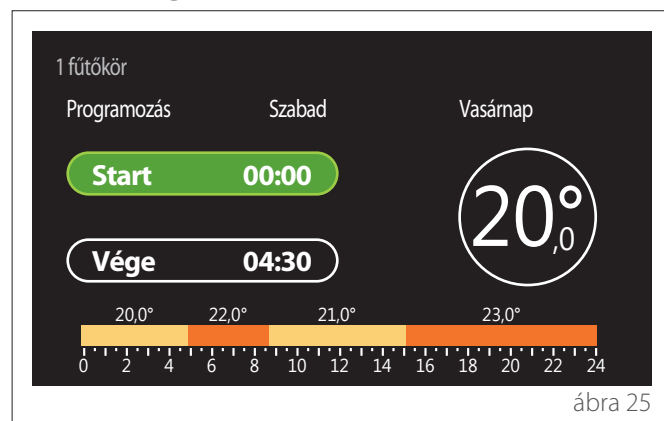 1 fűtőkör
Programozás Szabad Vasárnap
Start 00:00
20,0°
Vége 04:30
20,0° 22,0° 21,0° 23,0°
0 2 4 6 8 10 12 14 16 18 20 22 24
ábra 25